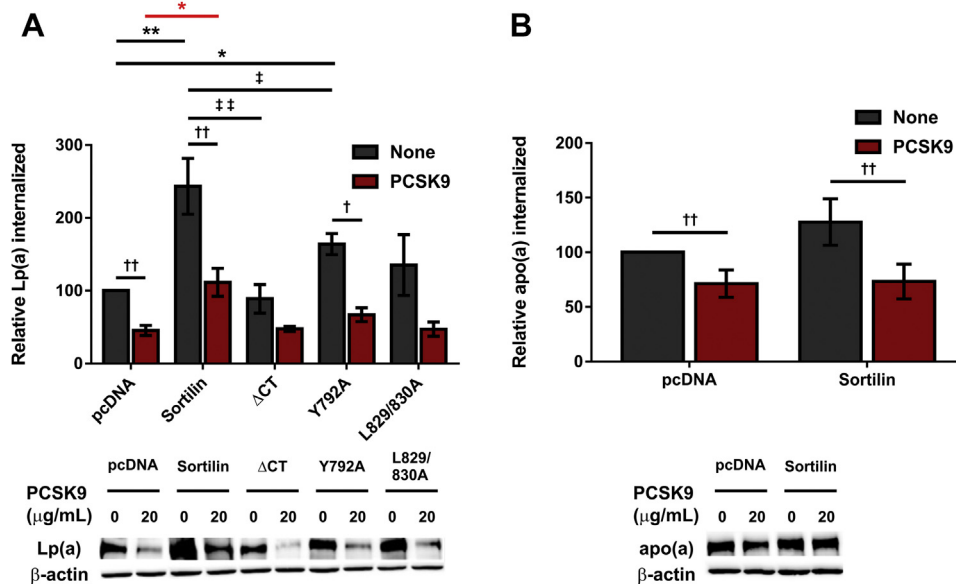 A
*
**
*
‡
‡ ‡
††
††
†
Relative Lp(a) internalized
300
200
100
0
None
PCSK9
pcDNA
Sortilin
ΔCT
Y792A
L829/830A
pcDNA
Sortilin
ΔCT
Y792A
L829/
830A
PCSK9
(μg/mL)
0 20 0 20 0 20 0 20 0 20
Lp(a)
β-actin
B
None
PCSK9
††
††
Relative apo(a) internalized
200
150
100
50
0
pcDNA
Sortilin
pcDNA Sortilin
PCSK9
(μg/mL)
0 20 0 20
apo(a)
β-actin